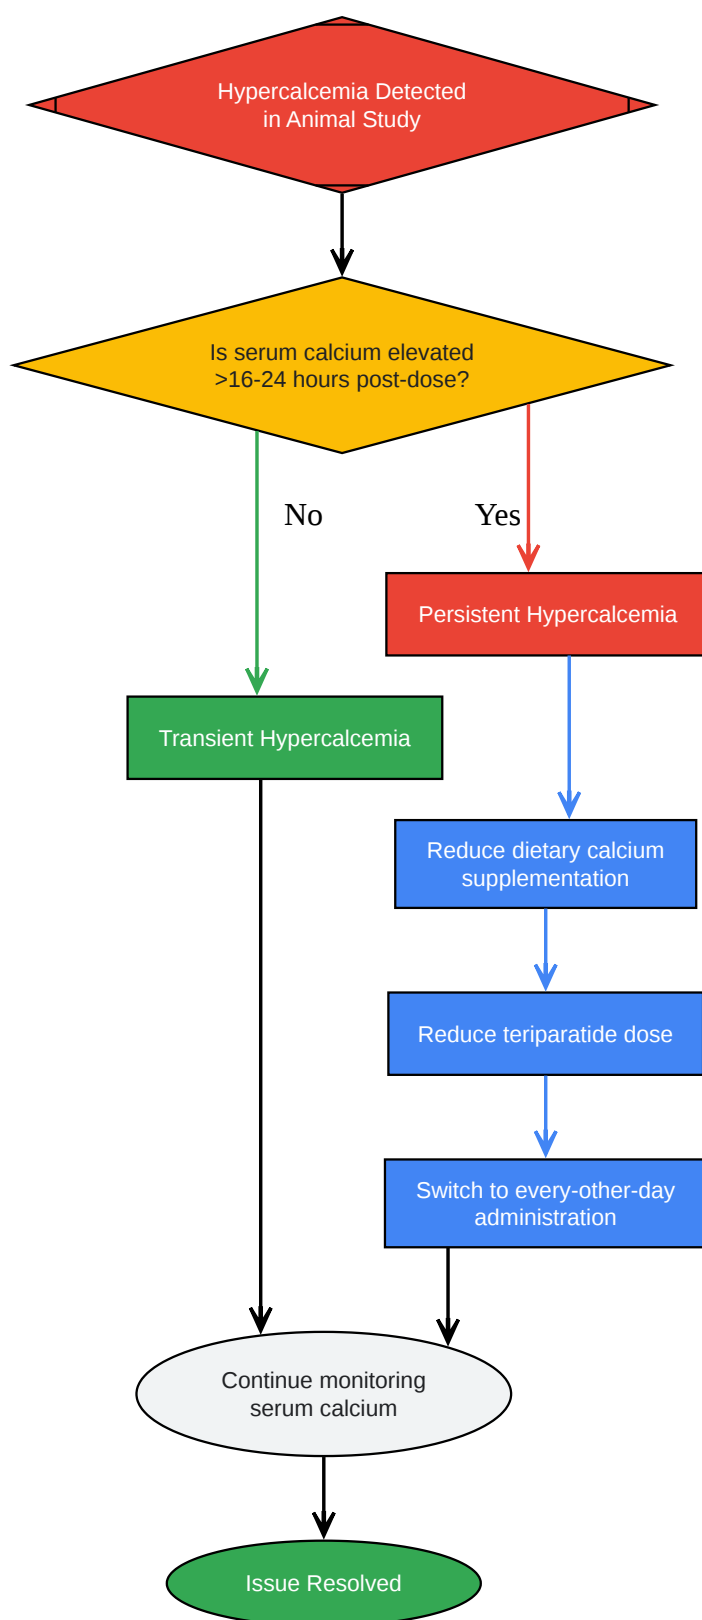 Hypercalcemia Detected
in Animal Study
Is serum calcium elevated
>16-24 hours post-dose?
No
Yes
Persistent Hypercalcemia
Transient Hypercalcemia
Reduce dietary calcium
supplementation
Reduce teriparatide dose
Switch to every-other-day
administration
Continue monitoring
serum calcium
Issue Resolved